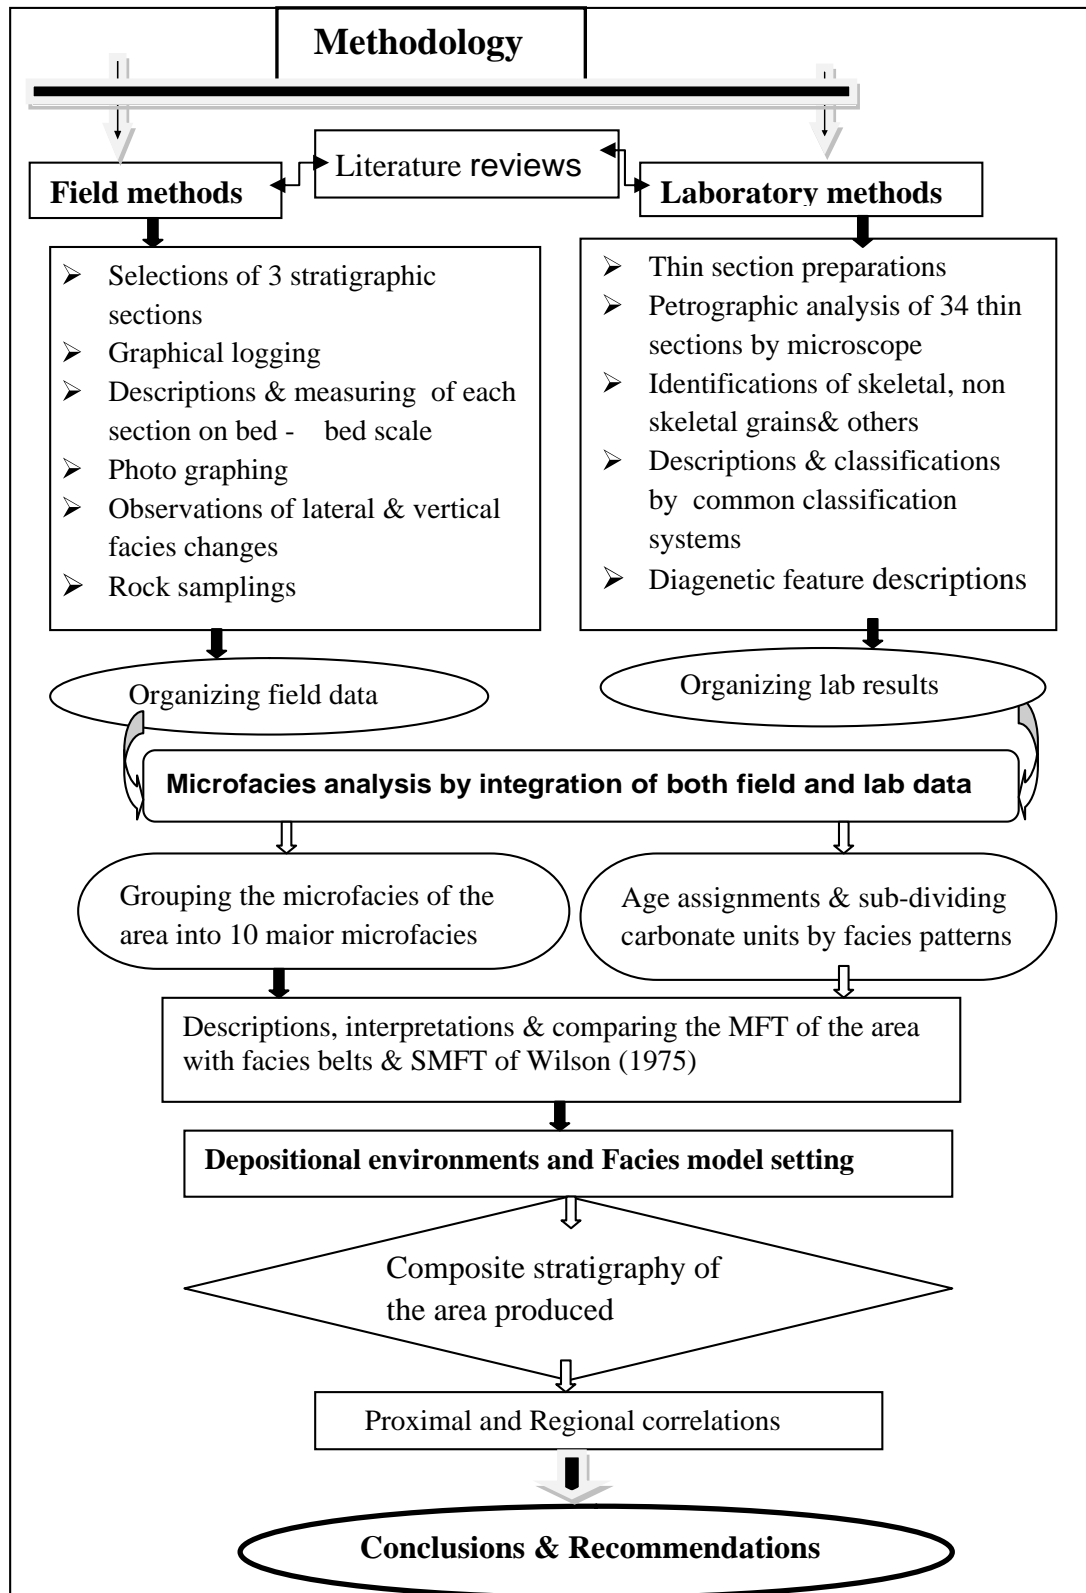 Methodology
Literature reviews
Field methods
Laboratory methods
➢ Selections of 3 stratigraphic
sections
➢ Graphical logging
➢ Descriptions & measuring of each
section on bed - bed scale
➢ Photo graphing
➢ Observations of lateral & vertical
facies changes
➢ Rock samplings
➢ Thin section preparations
➢ Petrographic analysis of 34 thin
sections by microscope
➢ Identifications of skeletal, non
skeletal grains& others
➢ Descriptions & classifications
by common classification
systems
➢ Diagenetic feature descriptions
Organizing field data
Organizing lab results
Microfacies analysis by integration of both field and lab data
Grouping the microfacies of the
area into 10 major microfacies
Age assignments & sub-dividing
carbonate units by facies patterns
Descriptions, interpretations & comparing the MFT of the area
with facies belts & SMFT of Wilson (1975)
Depositional environments and Facies model setting
Composite stratigraphy of
the area produced
Proximal and Regional correlations
Conclusions & Recommendations